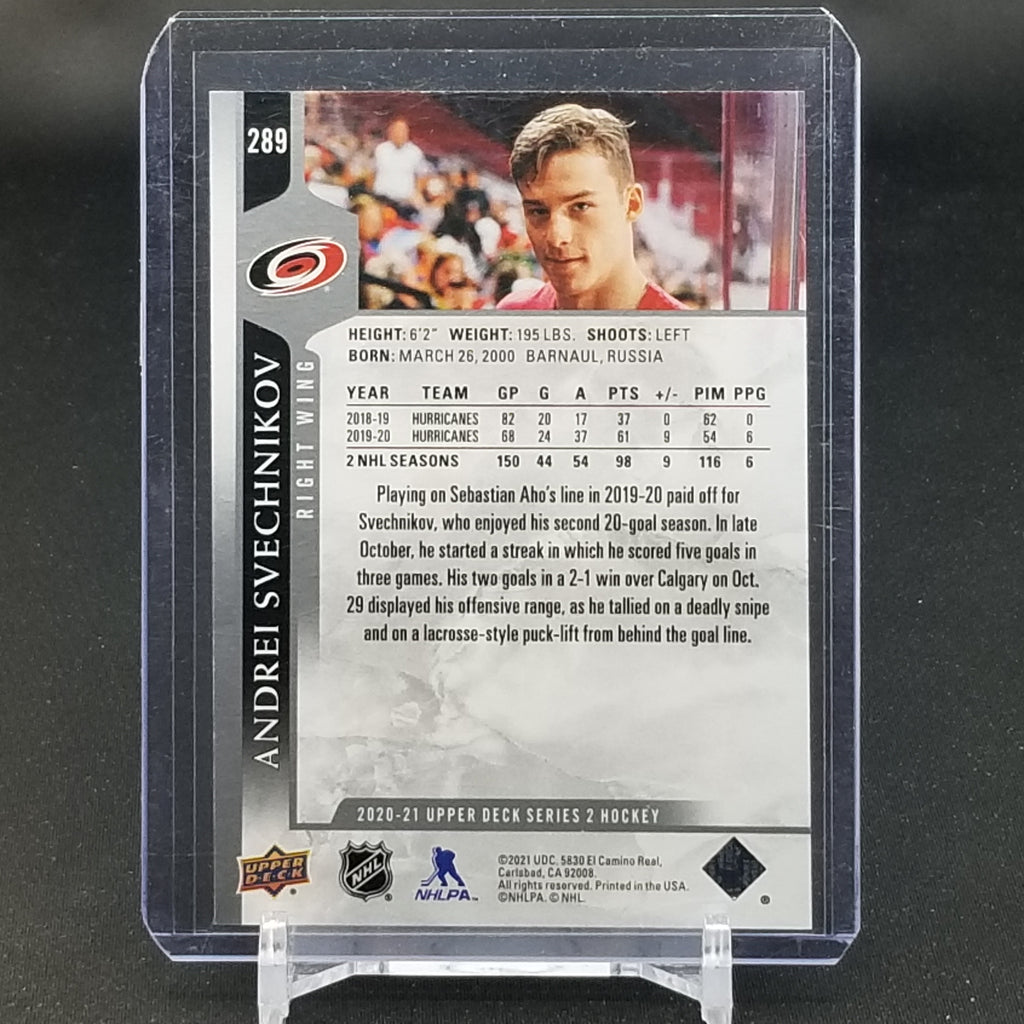 289
ANDREI SVECHNIKOV
RIGHT WING
HEIGHT: 6'2" WEIGHT: 195 LBS. SHOOTS: LEFT
BORN: MARCH 26, 2000 BARNAUL, RUSSIA
YEAR TEAM GP G A PTS +/- PIM PPG
2018-19 HURRICANES 82 20 17 37 0 62 0
2019-20 HURRICANES 68 24 37 61 9 54 6
2 NHL SEASONS 150 44 54 98 9 116 6
Playing on Sebastian Aho's line in 2019-20 paid off for
Svechnikov, who enjoyed his second 20-goal season. In late
October, he started a streak in which he scored five goals in
three games. His two goals in a 2-1 win over Calgary on Oct.
29 displayed his offensive range, as he tallied on a deadly snipe
and on a lacrosse-style puck-lift from behind the goal line.
2020-21 UPPER DECK SERIES 2 HOCKEY
UPPER
D·E·C·K
NHL
NHLPA™
©2021 UDC. 5830 El Camino Real,
Carlsbad, CA 92008.
All rights reserved. Printed in the USA.
©NHLPA. © NHL.
®